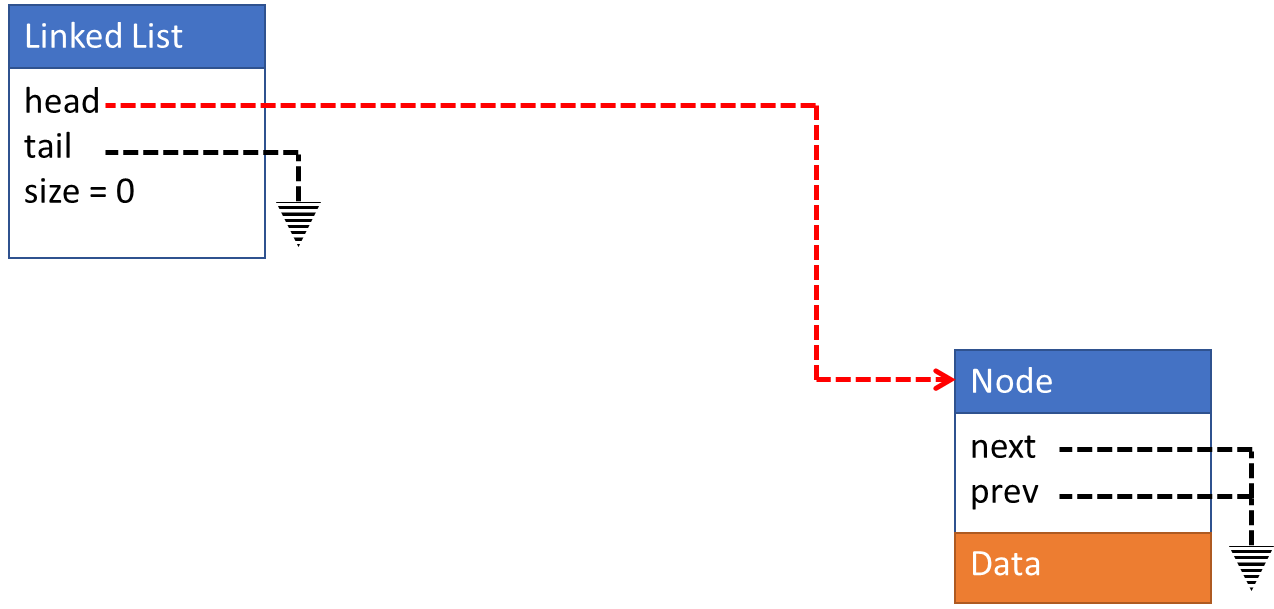 Linked List
head
tail
size = 0
Node
next
prev
Data